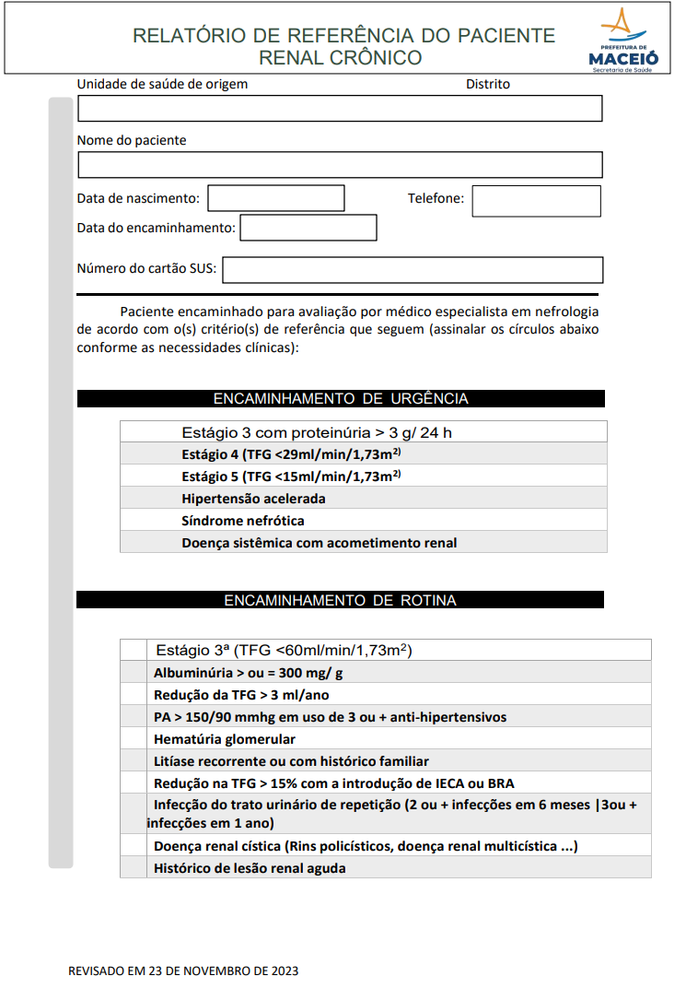 RELATÓRIO DE REFERÊNCIA DO PACIENTE
RENAL CRÔNICO
PREFEITURA DE
MACEIÓ
Secretaria de Saúde
Unidade de saúde de origem Distrito
Nome do paciente
Data de nascimento: Telefone:
Data do encaminhamento:
Número do cartão SUS:
Paciente encaminhado para avaliação por médico especialista em nefrologia
de acordo com o(s) critério(s) de referência que seguem (assinalar os círculos abaixo
conforme as necessidades clínicas):
ENCAMINHAMENTO DE URGÊNCIA
Estágio 3 com proteinúria > 3 g/ 24 h
Estágio 4 (TFG <29ml/min/1,73m²⁾
Estágio 5 (TFG <15ml/min/1,73m²⁾
Hipertensão acelerada
Síndrome nefrótica
Doença sistêmica com acometimento renal
ENCAMINHAMENTO DE ROTINA
Estágio 3ª (TFG <60ml/min/1,73m²)
Albuminúria > ou = 300 mg/ g
Redução da TFG > 3 ml/ano
PA > 150/90 mmhg em uso de 3 ou + anti-hipertensivos
Hematúria glomerular
Litíase recorrente ou com histórico familiar
Redução na TFG > 15% com a introdução de IECA ou BRA
Infecção do trato urinário de repetição (2 ou + infecções em 6 meses |3ou +
infecções em 1 ano)
Doença renal cística (Rins policísticos, doença renal multicística ...)
Histórico de lesão renal aguda
REVISADO EM 23 DE NOVEMBRO DE 2023